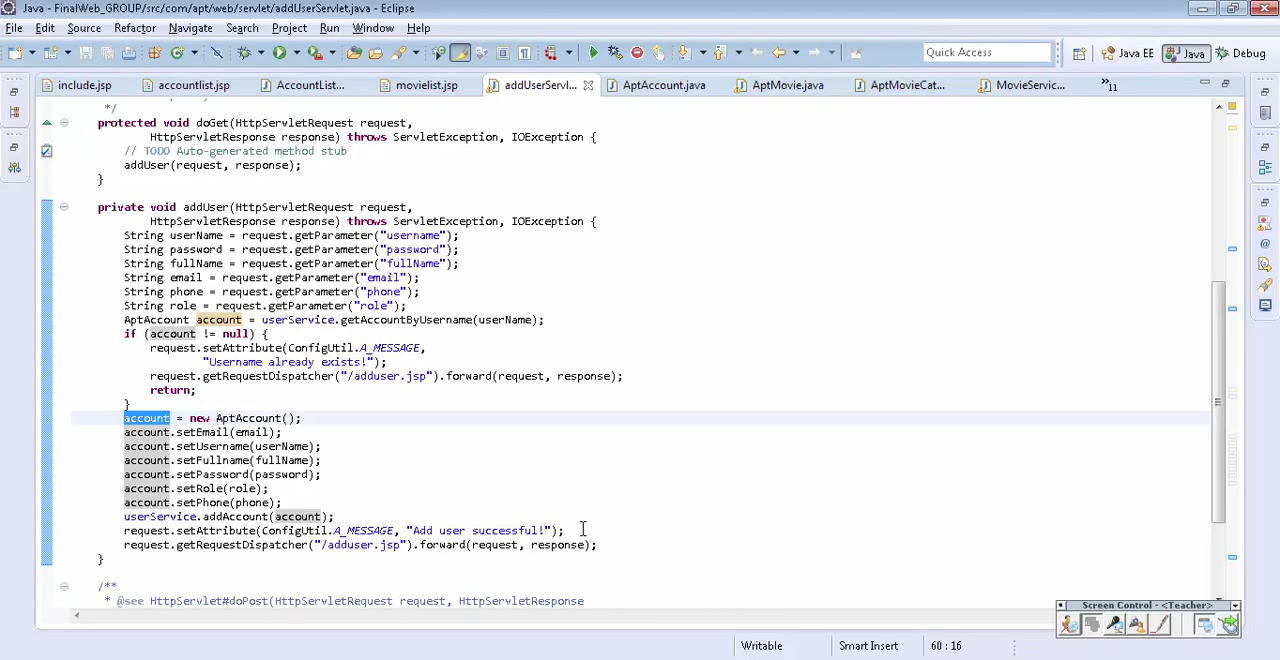 Java - FinalWeb_GROUP/src/com/apt/web/servlet/addUserServlet.java - Eclipse
File Edit Source Refactor Navigate Search Project Run Window Help
Quick Access
Java EE
Java
Debug
include.jsp
accountlist.jsp
AccountList...
movielist.jsp
addUserServl...
AptAccount.java
AptMovie.java
AptMovieCat...
MovieServic...
»11
*/
protected void doGet(HttpServletRequest request,
HttpServletResponse response) throws ServletException, IOException {
// TODO Auto-generated method stub
addUser(request, response);
}
private void addUser(HttpServletRequest request,
HttpServletResponse response) throws ServletException, IOException {
String userName = request.getParameter("username");
String password = request.getParameter("password");
String fullName = request.getParameter("fullName");
String email = request.getParameter("email");
String phone = request.getParameter("phone");
String role = request.getParameter("role");
AptAccount account = userService.getAccountByUsername(userName);
if (account != null) {
request.setAttribute(ConfigUtil.A_MESSAGE,
"Username already exists!");
request.getRequestDispatcher("/adduser.jsp").forward(request, response);
return;
}
account = new AptAccount();
account.setEmail(email);
account.setUsername(userName);
account.setFullname(fullName);
account.setPassword(password);
account.setRole(role);
account.setPhone(phone);
userService.addAccount(account);
request.setAttribute(ConfigUtil.A_MESSAGE, "Add user successful!");
request.getRequestDispatcher("/adduser.jsp").forward(request, response);
}
/**
* @see HttpServlet#doPost(HttpServletRequest request, HttpServletResponse
Screen Control - <Teacher>
Writable
Smart Insert
60 : 16